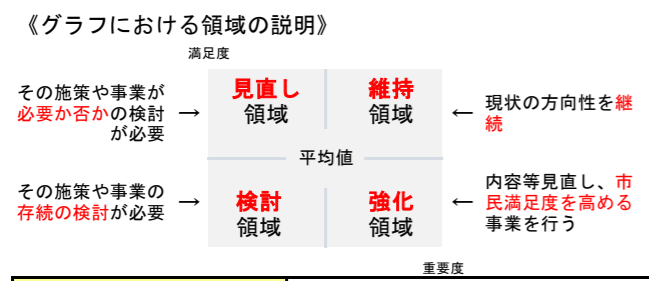 《グラフにおける領域の説明》
満足度
その施策や事業が
必要か否かの検討
が必要
→
見直し
領域
維持
領域
←
現状の方向性を継
続
平均値
その施策や事業の
存続の検討が必要
→
検討
領域
強化
領域
←
内容等見直し、市
民満足度を高める
事業を行う
重要度